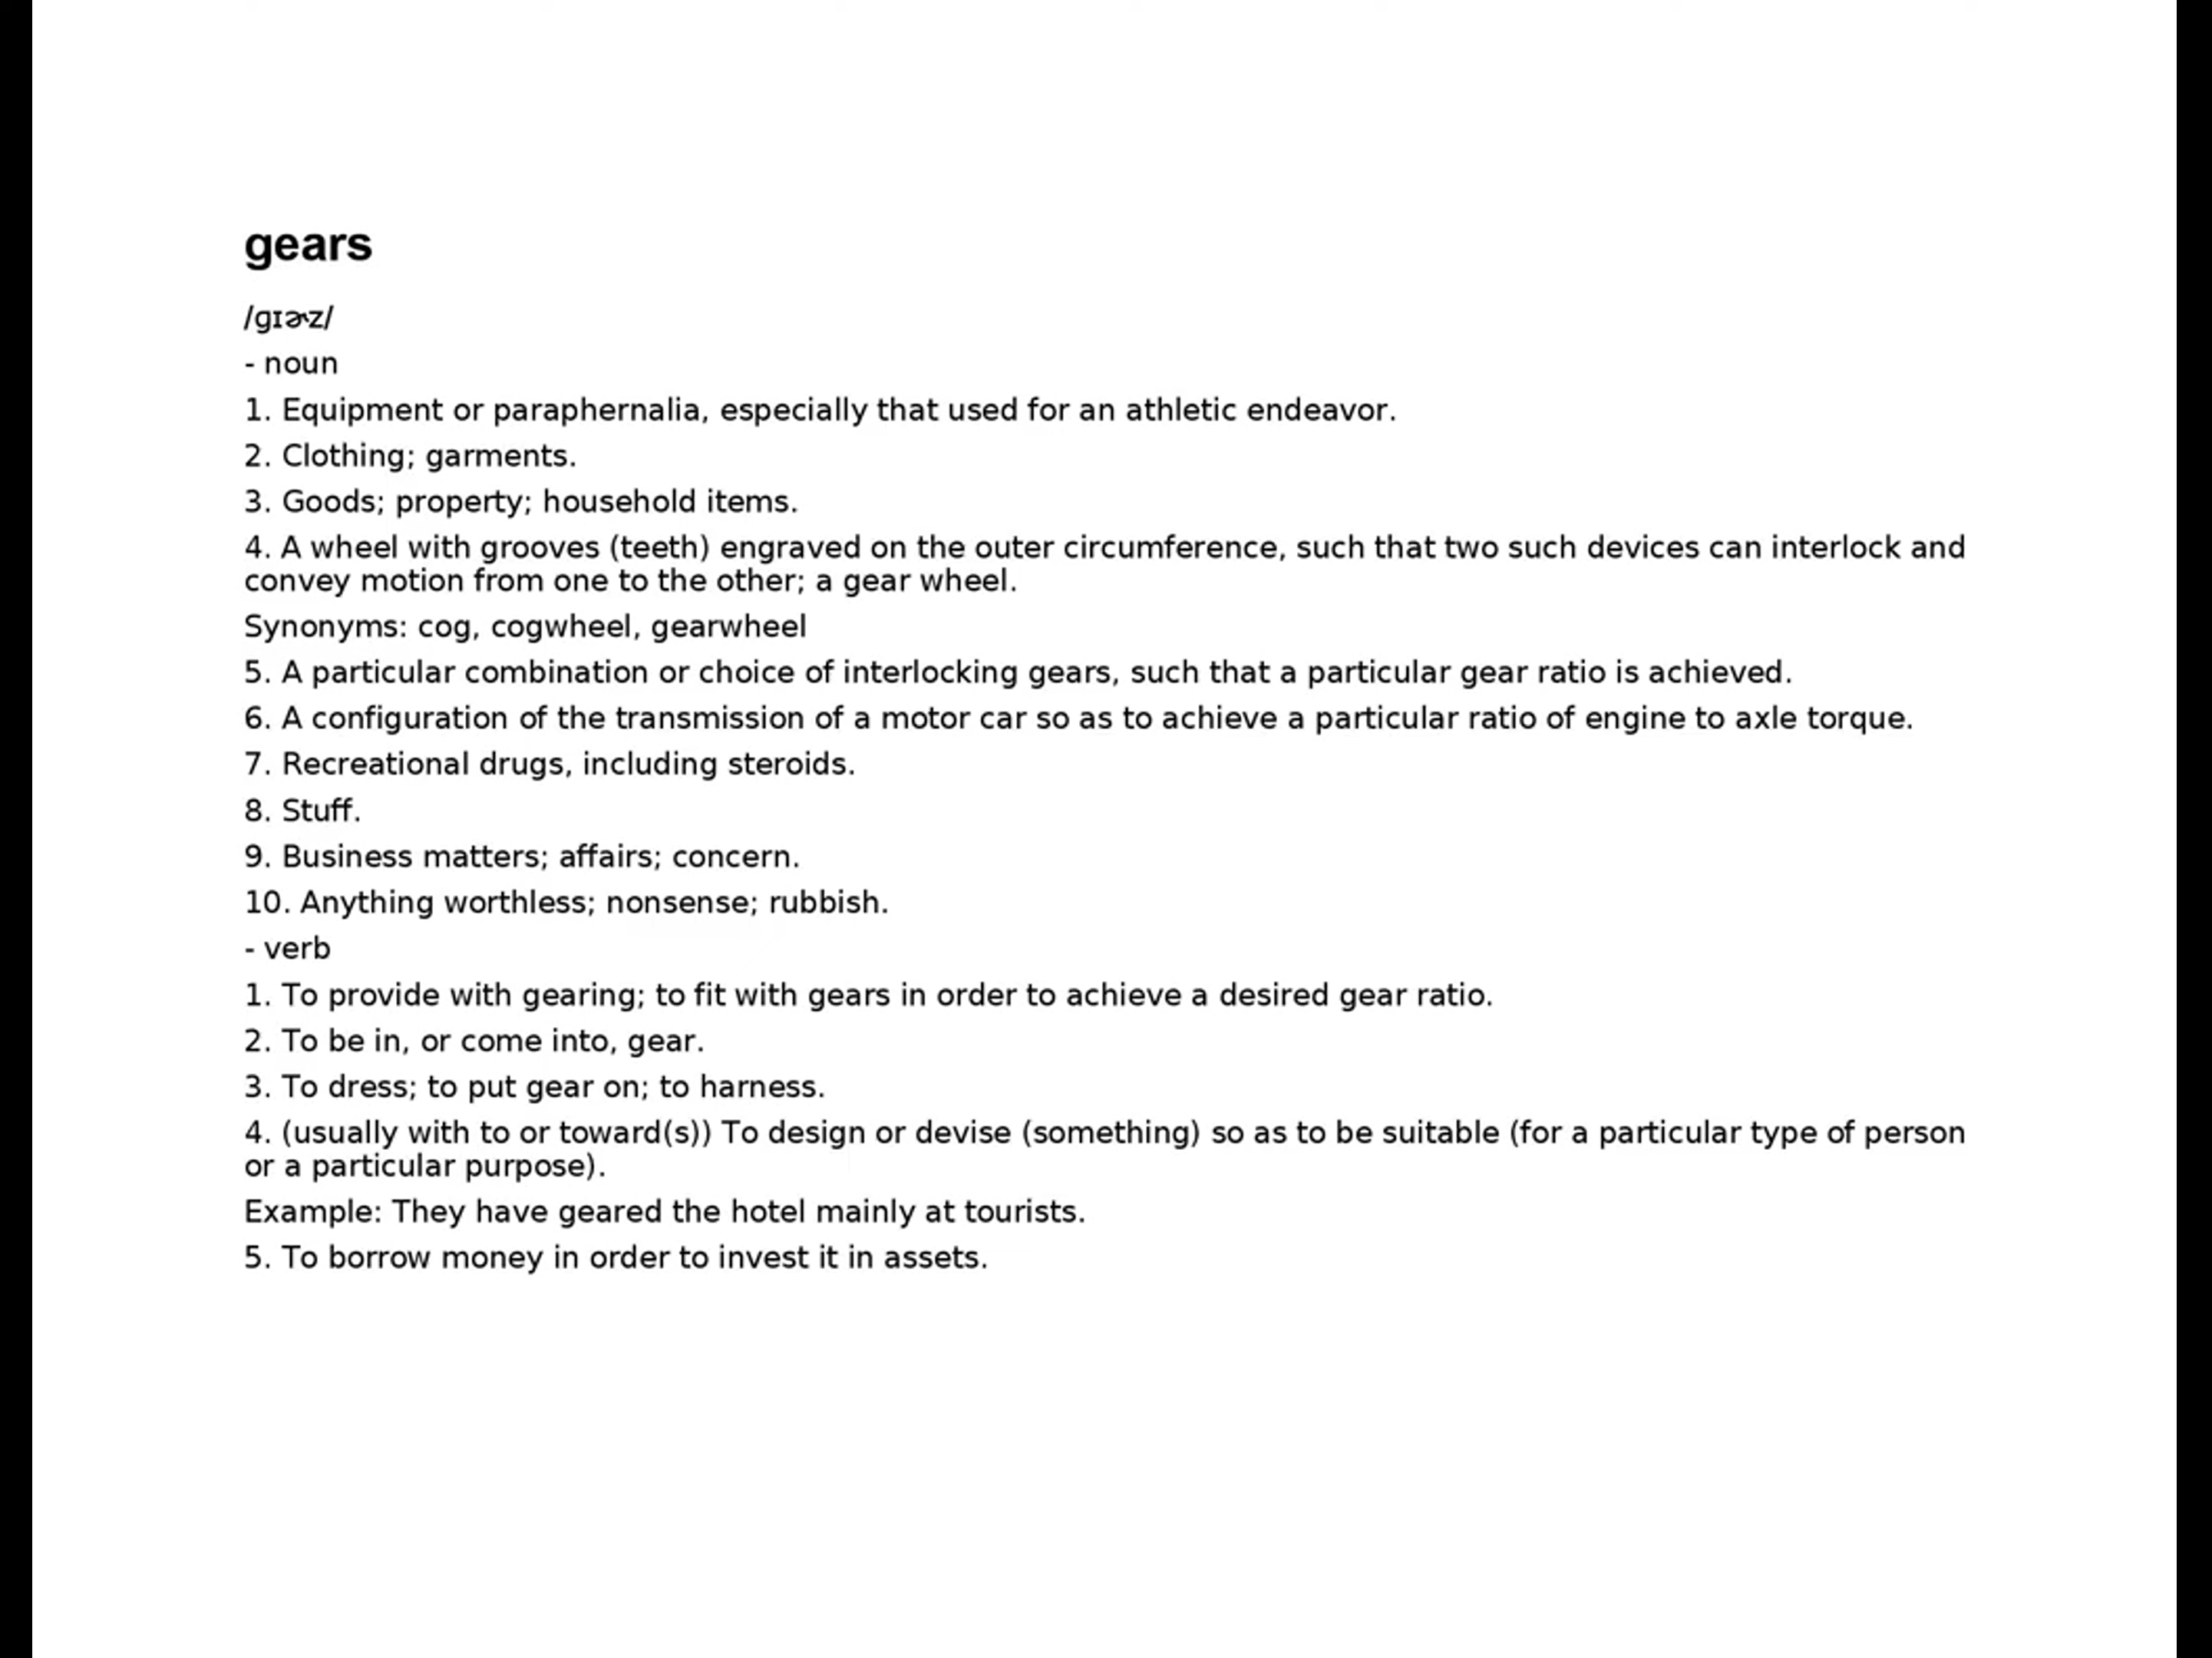 gears
/ɡɪɚz/
- noun
1. Equipment or paraphernalia, especially that used for an athletic endeavor.
2. Clothing; garments.
3. Goods; property; household items.
4. A wheel with grooves (teeth) engraved on the outer circumference, such that two such devices can interlock and
convey motion from one to the other; a gear wheel.
Synonyms: cog, cogwheel, gearwheel
5. A particular combination or choice of interlocking gears, such that a particular gear ratio is achieved.
6. A configuration of the transmission of a motor car so as to achieve a particular ratio of engine to axle torque.
7. Recreational drugs, including steroids.
8. Stuff.
9. Business matters; affairs; concern.
10. Anything worthless; nonsense; rubbish.
- verb
1. To provide with gearing; to fit with gears in order to achieve a desired gear ratio.
2. To be in, or come into, gear.
3. To dress; to put gear on; to harness.
4. (usually with to or toward(s)) To design or devise (something) so as to be suitable (for a particular type of person
or a particular purpose).
Example: They have geared the hotel mainly at tourists.
5. To borrow money in order to invest it in assets.